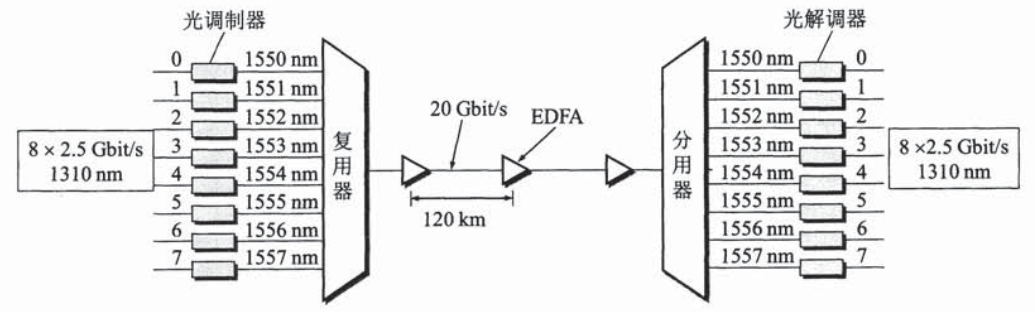 光调制器
光解调器
0 1550 nm
1 1551 nm
2 1552 nm
3 1553 nm
4 1554 nm
5 1555 nm
6 1556 nm
7 1557 nm
8 × 2.5 Gbit/s
1310 nm
复用器
20 Gbit/s
EDFA
120 km
分用器
1550 nm 0
1551 nm 1
1552 nm 2
1553 nm 3
1554 nm 4
1555 nm 5
1556 nm 6
1557 nm 7
8 ×2.5 Gbit/s
1310 nm